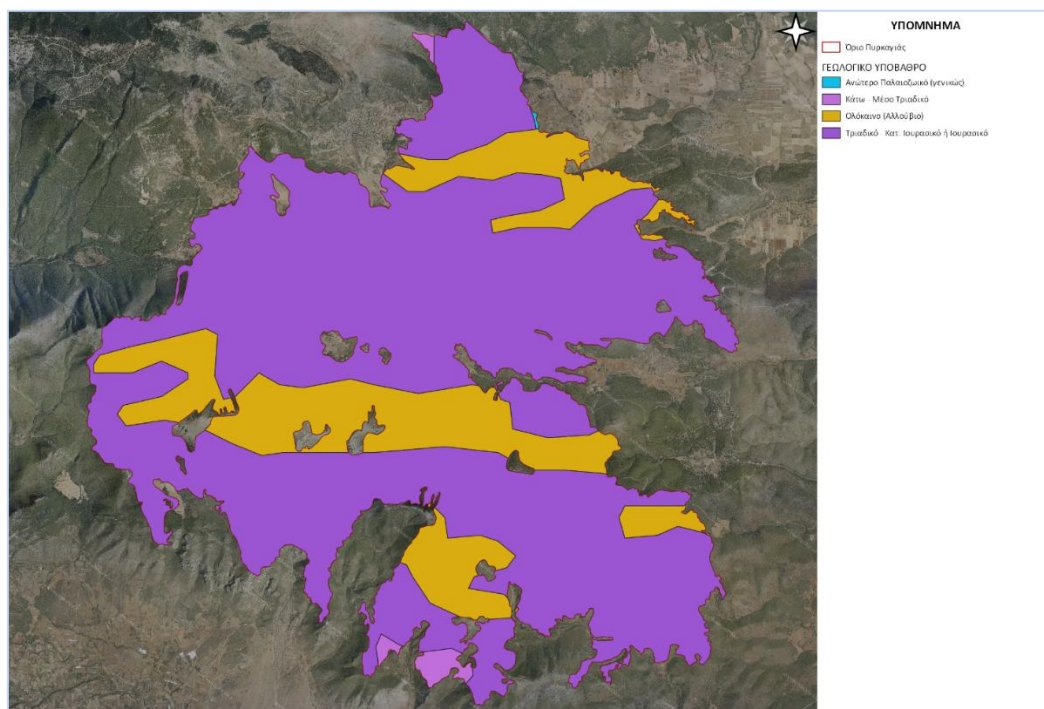 ΥΠΟΜΝΗΜΑ
Όριο Πυρκαγιάς
ΓΕΩΛΟΓΙΚΟ ΥΠΟΒΑΘΡΟ
Ανώτερο Παλαιοζωικό (γενικώς)
Κάτω - Μέσο Τριαδικό
Ολόκαινο (Αλλούβιο)
Τριαδικό - Κατ. Ιουρασικό ή Ιουρασικό